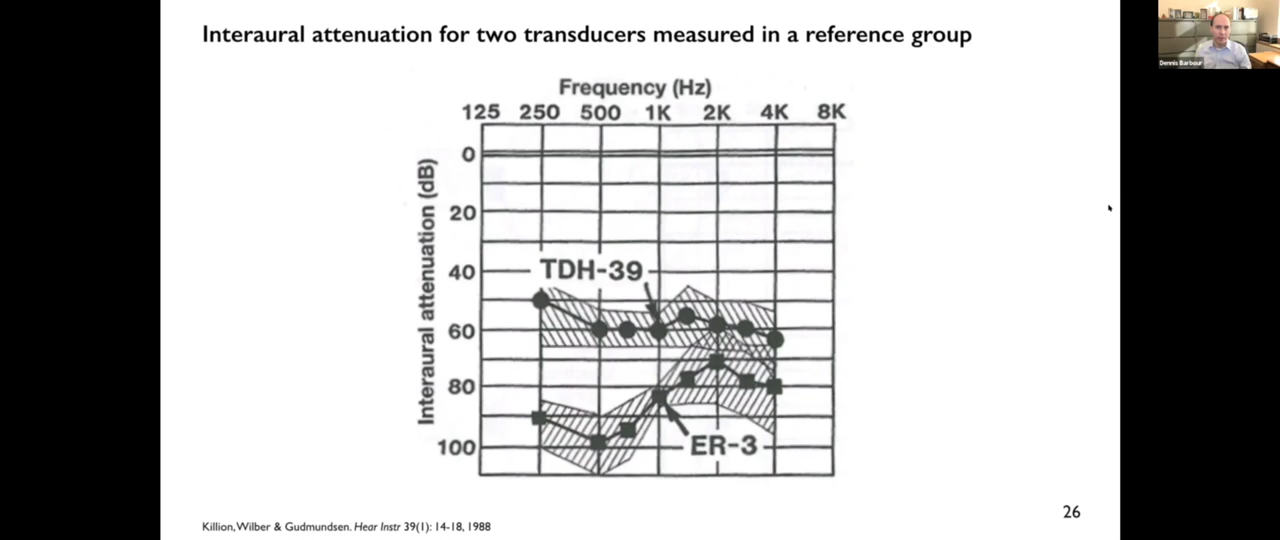 Interaural attenuation for two transducers measured in a reference group
Dennis Barbour
Frequency (Hz)
125 250 500 1K 2K 4K 8K
Interaural attenuation (dB)
0
20
40
60
80
100
TDH-39
ER-3
26
Killion, Wilber & Gudmundsen. Hear Instr 39(1): 14-18, 1988